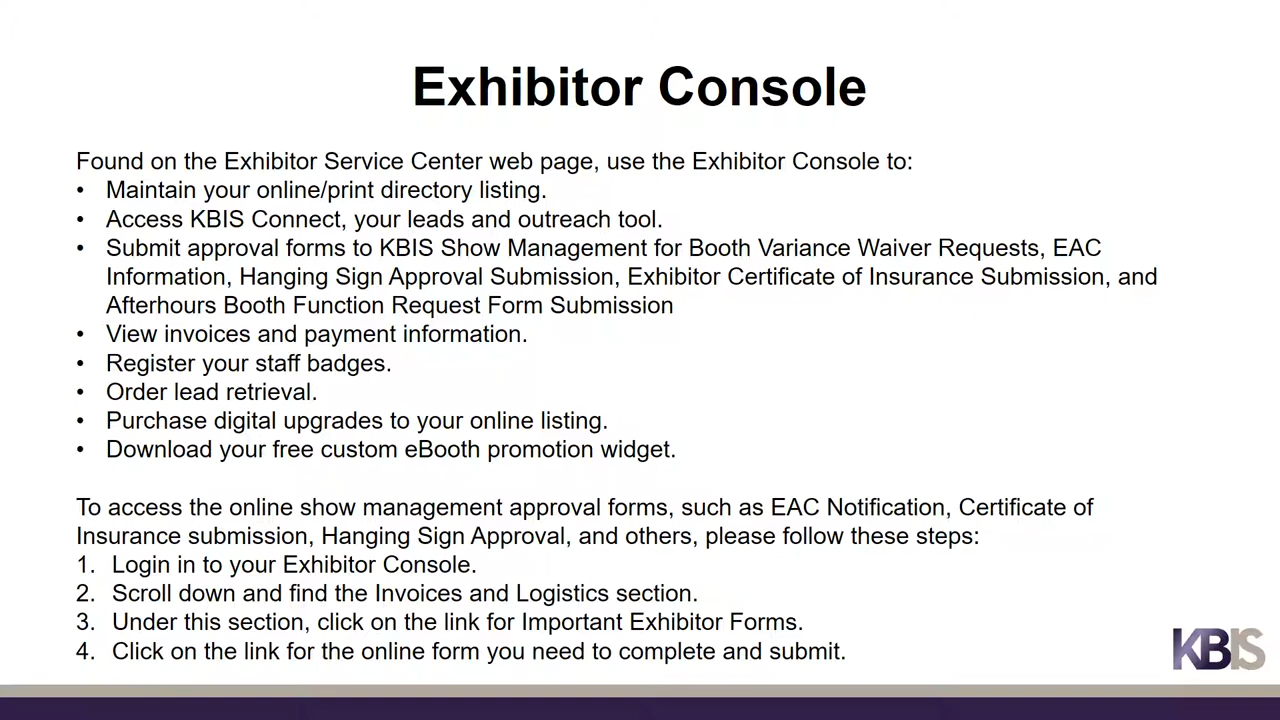 Exhibitor Console
Found on the Exhibitor Service Center web page, use the Exhibitor Console to:
• Maintain your online/print directory listing.
• Access KBIS Connect, your leads and outreach tool.
• Submit approval forms to KBIS Show Management for Booth Variance Waiver Requests, EAC
Information, Hanging Sign Approval Submission, Exhibitor Certificate of Insurance Submission, and
Afterhours Booth Function Request Form Submission
• View invoices and payment information.
• Register your staff badges.
• Order lead retrieval.
• Purchase digital upgrades to your online listing.
• Download your free custom eBooth promotion widget.
To access the online show management approval forms, such as EAC Notification, Certificate of
Insurance submission, Hanging Sign Approval, and others, please follow these steps:
1. Login in to your Exhibitor Console.
2. Scroll down and find the Invoices and Logistics section.
3. Under this section, click on the link for Important Exhibitor Forms.
4. Click on the link for the online form you need to complete and submit.
KBIS